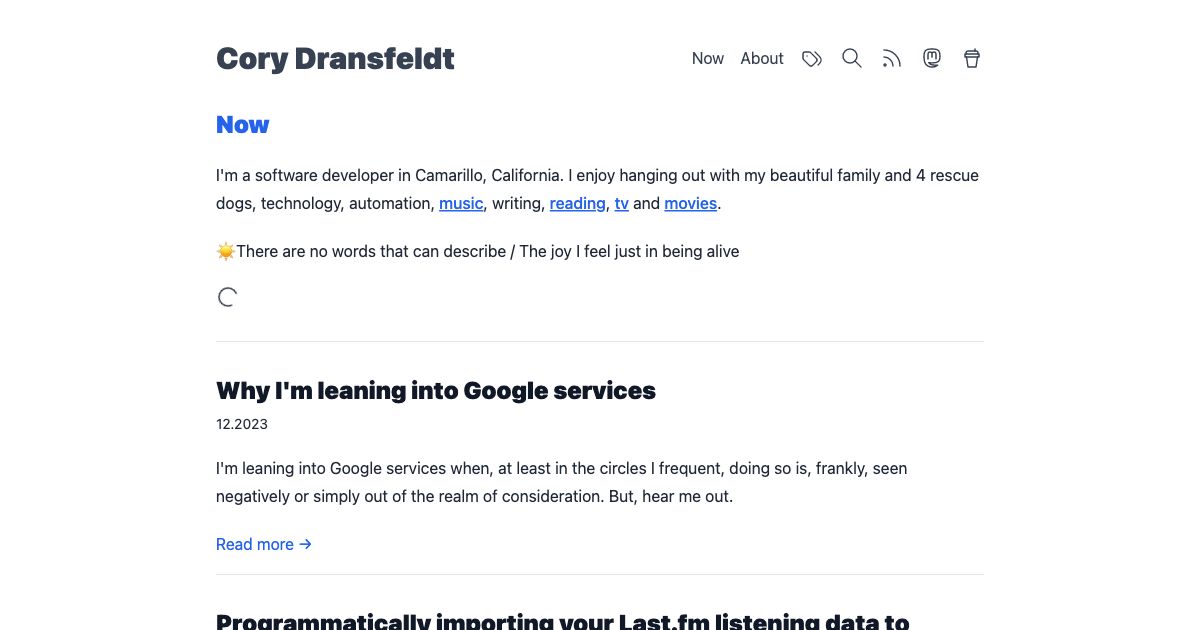 Cory Dransfeldt
Now About
Now
I'm a software developer in Camarillo, California. I enjoy hanging out with my beautiful family and 4 rescue
dogs, technology, automation, music, writing, reading, tv and movies.
☀️There are no words that can describe / The joy I feel just in being alive
Why I'm leaning into Google services
12.2023
I'm leaning into Google services when, at least in the circles I frequent, doing so is, frankly, seen
negatively or simply out of the realm of consideration. But, hear me out.
Read more →
Programmatically importing your Last.fm listening data to